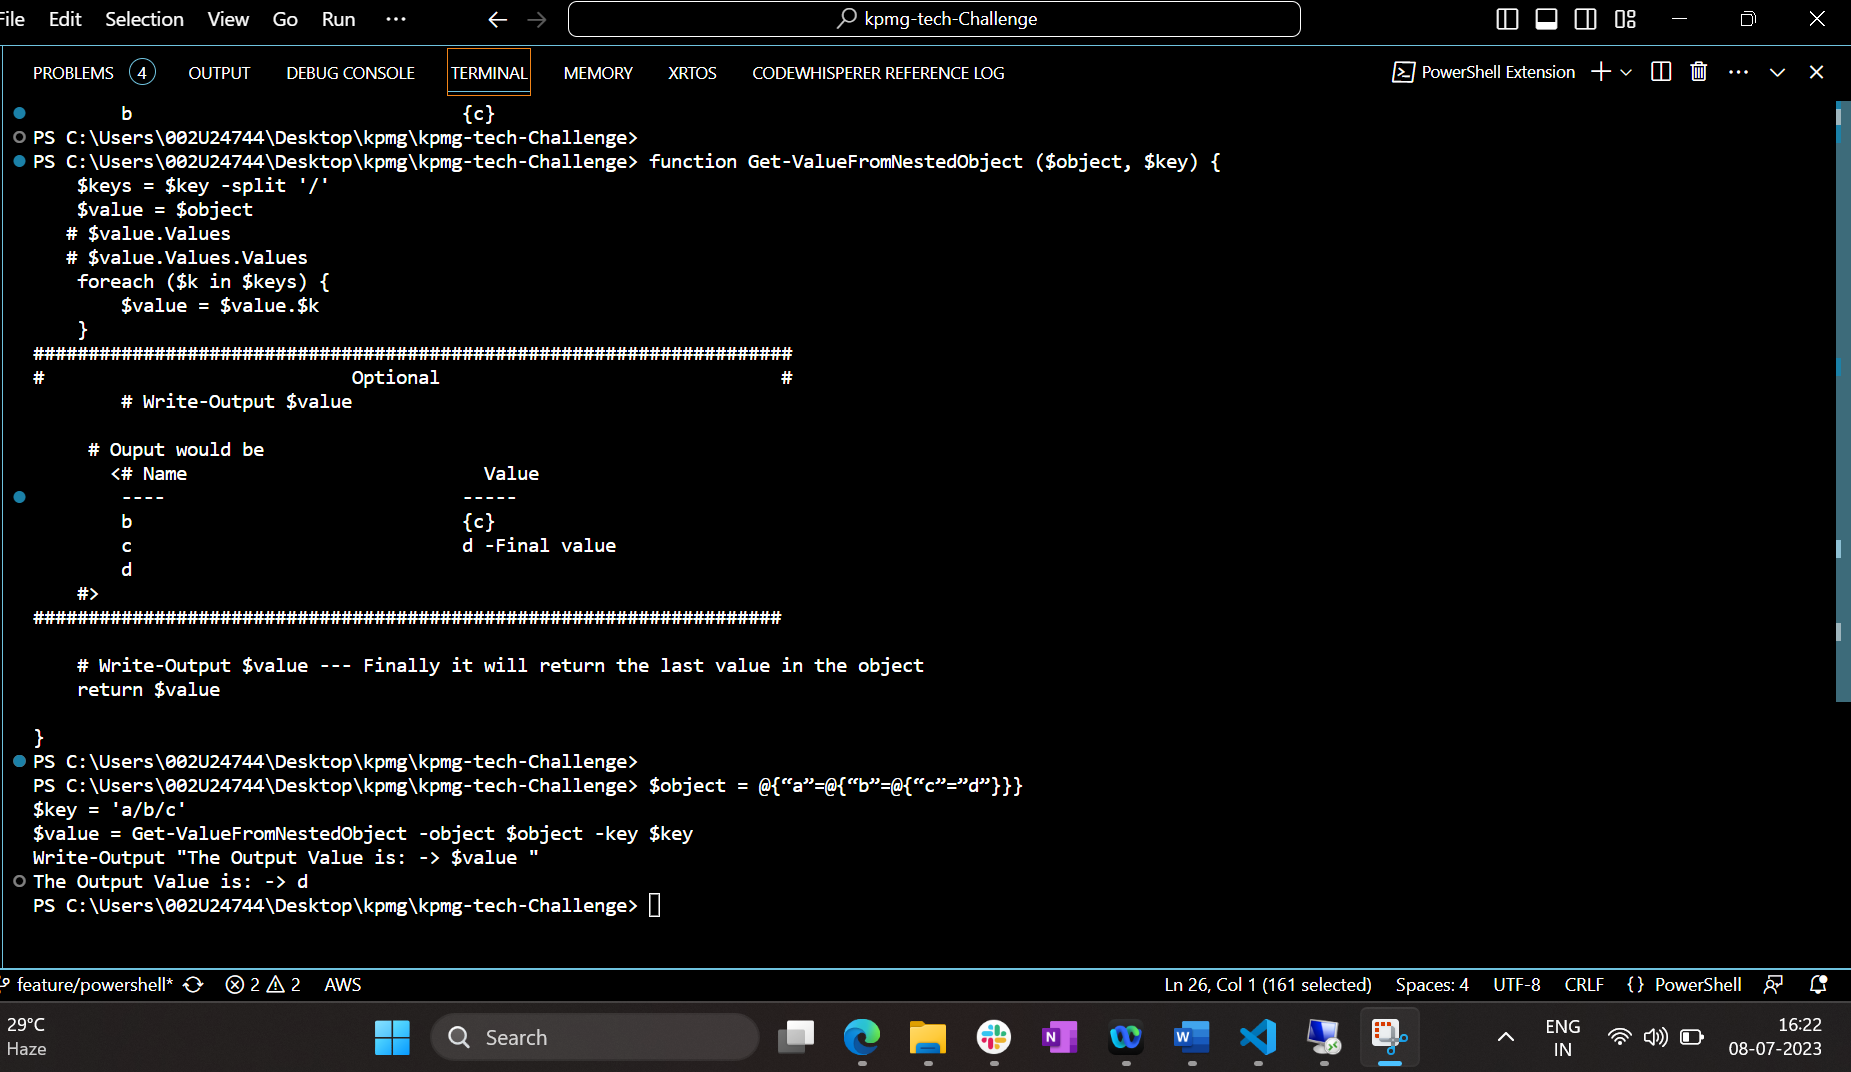 File Edit Selection View Go Run ···
kpmg-tech-Challenge
PROBLEMS 4 OUTPUT DEBUG CONSOLE TERMINAL MEMORY XRTOS CODEWHISPERER REFERENCE LOG
PowerShell Extension
b {c}
PS C:\Users\002U24744\Desktop\kpmg\kpmg-tech-Challenge>
PS C:\Users\002U24744\Desktop\kpmg\kpmg-tech-Challenge> function Get-ValueFromNestedObject ($object, $key) {
$keys = $key -split '/'
$value = $object
# $value.Values
# $value.Values.Values
foreach ($k in $keys) {
$value = $value.$k
}
#####################################################################
# Optional #
# Write-Output $value
# Ouput would be
<# Name Value
---- -----
b {c}
c d -Final value
d
#>
####################################################################
# Write-Output $value --- Finally it will return the last value in the object
return $value
}
PS C:\Users\002U24744\Desktop\kpmg\kpmg-tech-Challenge>
PS C:\Users\002U24744\Desktop\kpmg\kpmg-tech-Challenge> $object = @{“a”=@{“b”=@{“c”=”d”}}}
$key = 'a/b/c'
$value = Get-ValueFromNestedObject -object $object -key $key
Write-Output "The Output Value is: -> $value "
The Output Value is: -> d
PS C:\Users\002U24744\Desktop\kpmg\kpmg-tech-Challenge>
feature/powershell* 2 2 AWS
Ln 26, Col 1 (161 selected) Spaces: 4 UTF-8 CRLF {} PowerShell
29°C
Haze
Search
ENG
IN
16:22
08-07-2023